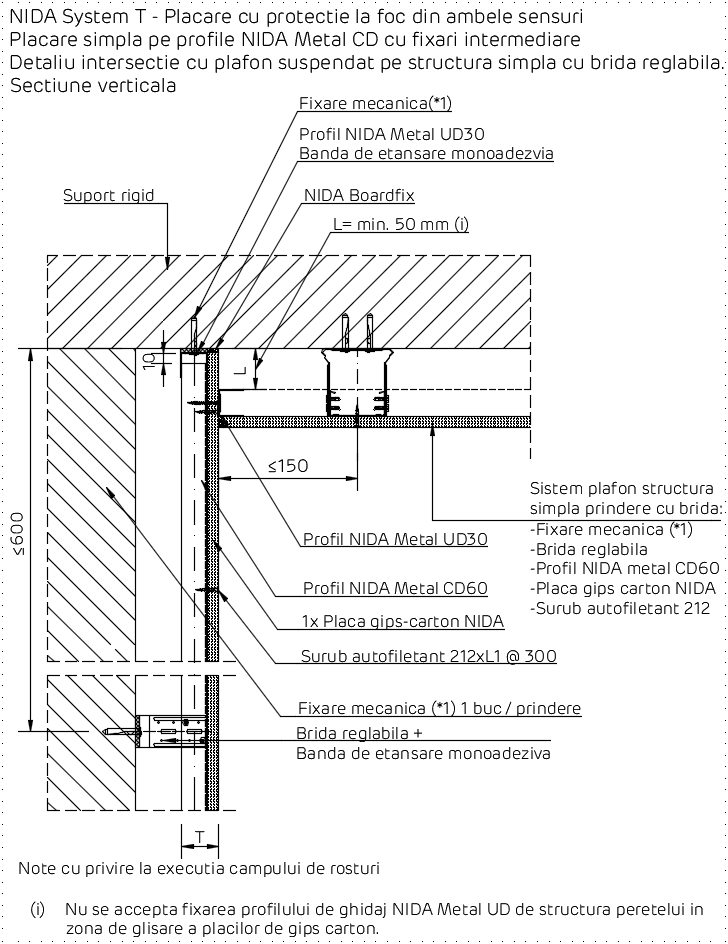 NIDA System T - Placare cu protectie la foc din ambele sensuri
Placare simpla pe profile NIDA Metal CD cu fixari intermediare
Detaliu intersectie cu plafon suspendat pe structura simpla cu brida reglabila.
Sectiune verticala
Fixare mecanica(*1)
Profil NIDA Metal UD30
Banda de etansare monoadezvia
Suport rigid
NIDA Boardfix
L= min. 50 mm (i)
10
L
≤150
≤600
Sistem plafon structura
simpla prindere cu brida:
-Fixare mecanica (*1)
-Brida reglabila
-Profil NIDA metal CD60
-Placa gips carton NIDA
-Surub autofiletant 212
Profil NIDA Metal UD30
Profil NIDA Metal CD60
1x Placa gips-carton NIDA
Surub autofiletant 212xL1 @ 300
Fixare mecanica (*1) 1 buc / prindere
Brida reglabila +
Banda de etansare monoadeziva
T
Note cu privire la executia campului de rosturi
(i) Nu se accepta fixarea profilului de ghidaj NIDA Metal UD de structura peretelui in
zona de glisare a placilor de gips carton.